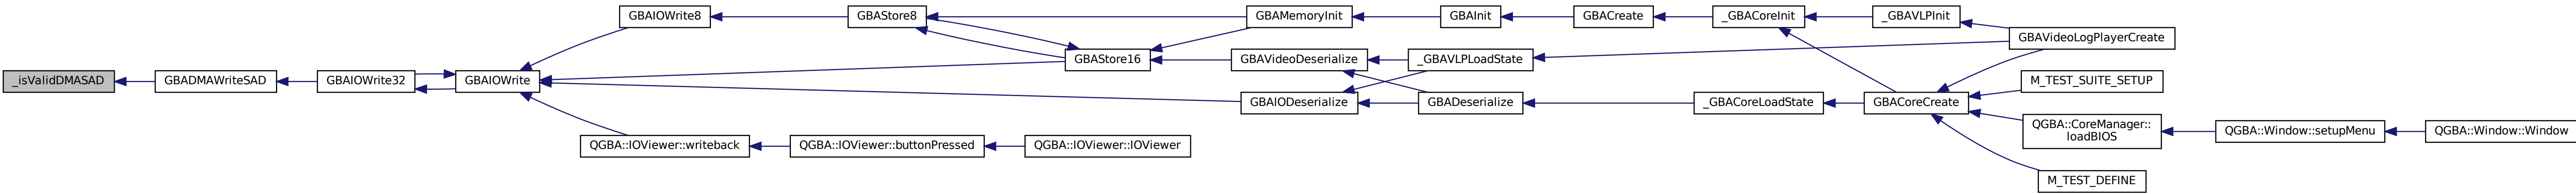 _isValidDMASAD
GBADMAWriteSAD
GBAIOWrite32
GBAIOWrite
GBAIOWrite8
GBAStore8
GBAStore16
GBAMemoryInit
GBAInit
GBACreate
_GBACoreInit
_GBAVLPInit
GBAVideoLogPlayerCreate
GBAVideoDeserialize
_GBAVLPLoadState
GBAIODeserialize
GBADeserialize
_GBACoreLoadState
GBACoreCreate
M_TEST_SUITE_SETUP
QGBA::CoreManager::
loadBIOS
QGBA::Window::setupMenu
QGBA::Window::Window
M_TEST_DEFINE
QGBA::IOViewer::writeback
QGBA::IOViewer::buttonPressed
QGBA::IOViewer::IOViewer